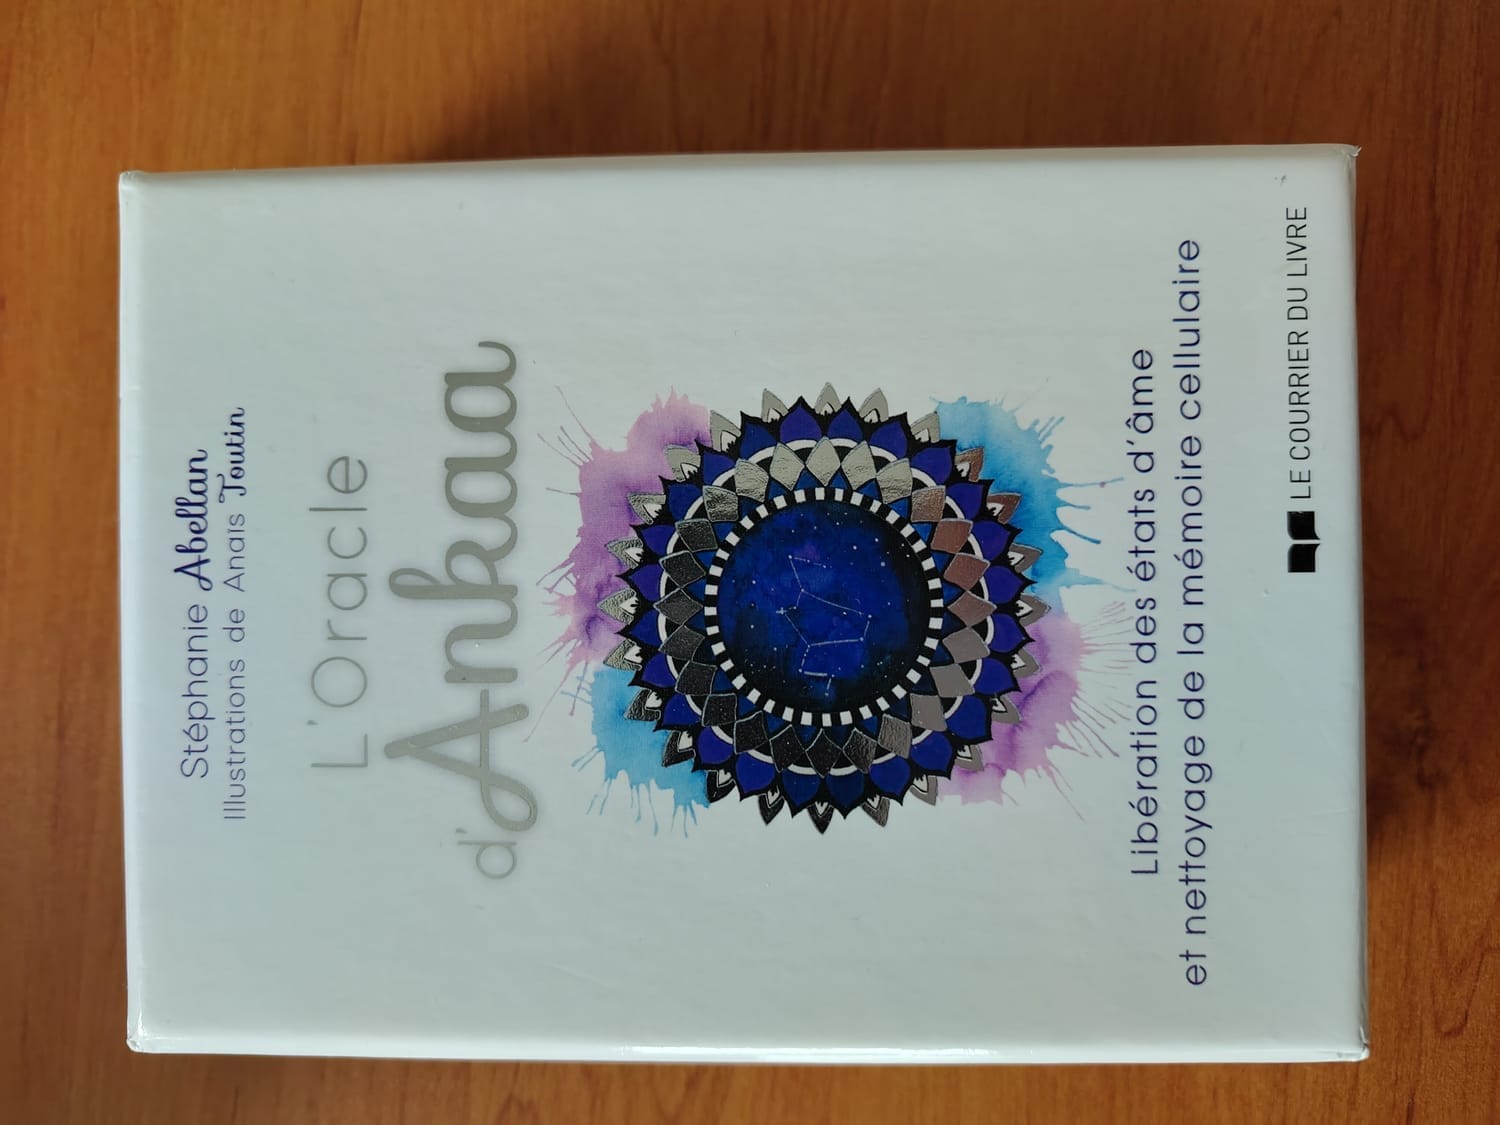 Stéphanie Abellan
Illustrations de Anaïs Toutin
L'Oracle
d'Ankaa
Libération des états d'âme
et nettoyage de la mémoire cellulaire
LE COURRIER DU LIVRE